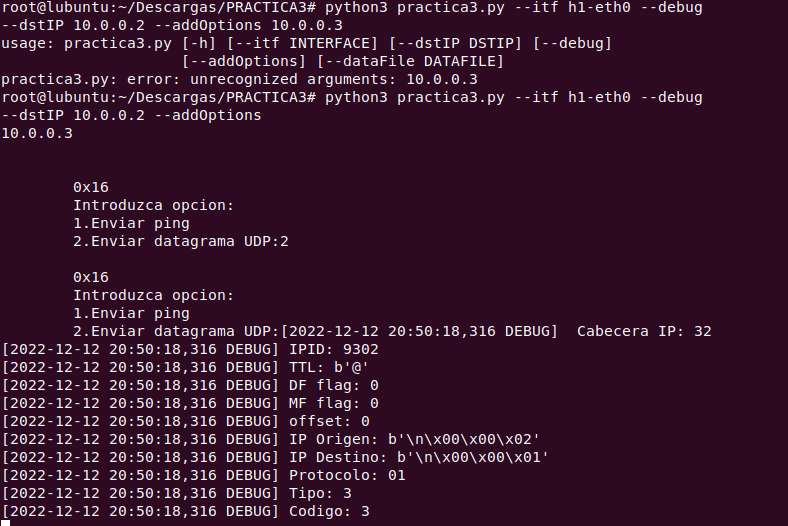 root@lubuntu:~/Descargas/PRACTICA3# python3 practica3.py --itf h1-eth0 --debug
--dstIP 10.0.0.2 --addOptions 10.0.0.3
usage: practica3.py [-h] [--itf INTERFACE] [--dstIP DSTIP] [--debug]
                    [--addOptions] [--dataFile DATAFILE]
practica3.py: error: unrecognized arguments: 10.0.0.3
root@lubuntu:~/Descargas/PRACTICA3# python3 practica3.py --itf h1-eth0 --debug
--dstIP 10.0.0.2 --addOptions
10.0.0.3
        0x16
        Introduzca opcion:
        1.Enviar ping
        2.Enviar datagrama UDP:2
        0x16
        Introduzca opcion:
        1.Enviar ping
        2.Enviar datagrama UDP:[2022-12-12 20:50:18,316 DEBUG]  Cabecera IP: 32
[2022-12-12 20:50:18,316 DEBUG] IPID: 9302
[2022-12-12 20:50:18,316 DEBUG] TTL: b'@'
[2022-12-12 20:50:18,316 DEBUG] DF flag: 0
[2022-12-12 20:50:18,316 DEBUG] MF flag: 0
[2022-12-12 20:50:18,316 DEBUG] offset: 0
[2022-12-12 20:50:18,316 DEBUG] IP Origen: b'\n\x00\x00\x02'
[2022-12-12 20:50:18,316 DEBUG] IP Destino: b'\n\x00\x00\x01'
[2022-12-12 20:50:18,316 DEBUG] Protocolo: 01
[2022-12-12 20:50:18,316 DEBUG] Tipo: 3
[2022-12-12 20:50:18,316 DEBUG] Codigo: 3